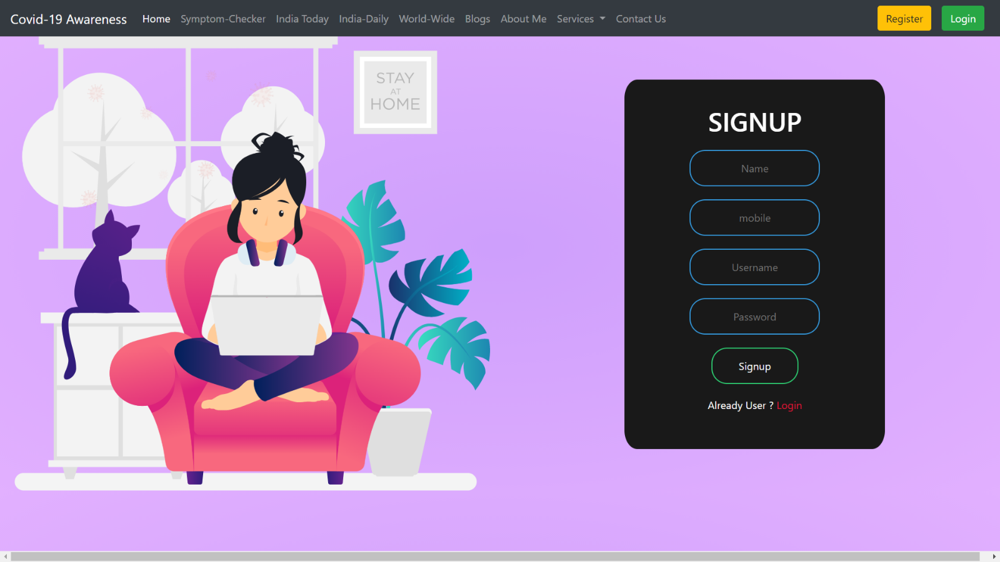 Covid-19 Awareness Home Symptom-Checker India Today India-Daily World-Wide Blogs About Me Services Contact Us Register Login
STAY
AT
HOME
SIGNUP
Name
mobile
Username
Password
Signup
Already User ? Login